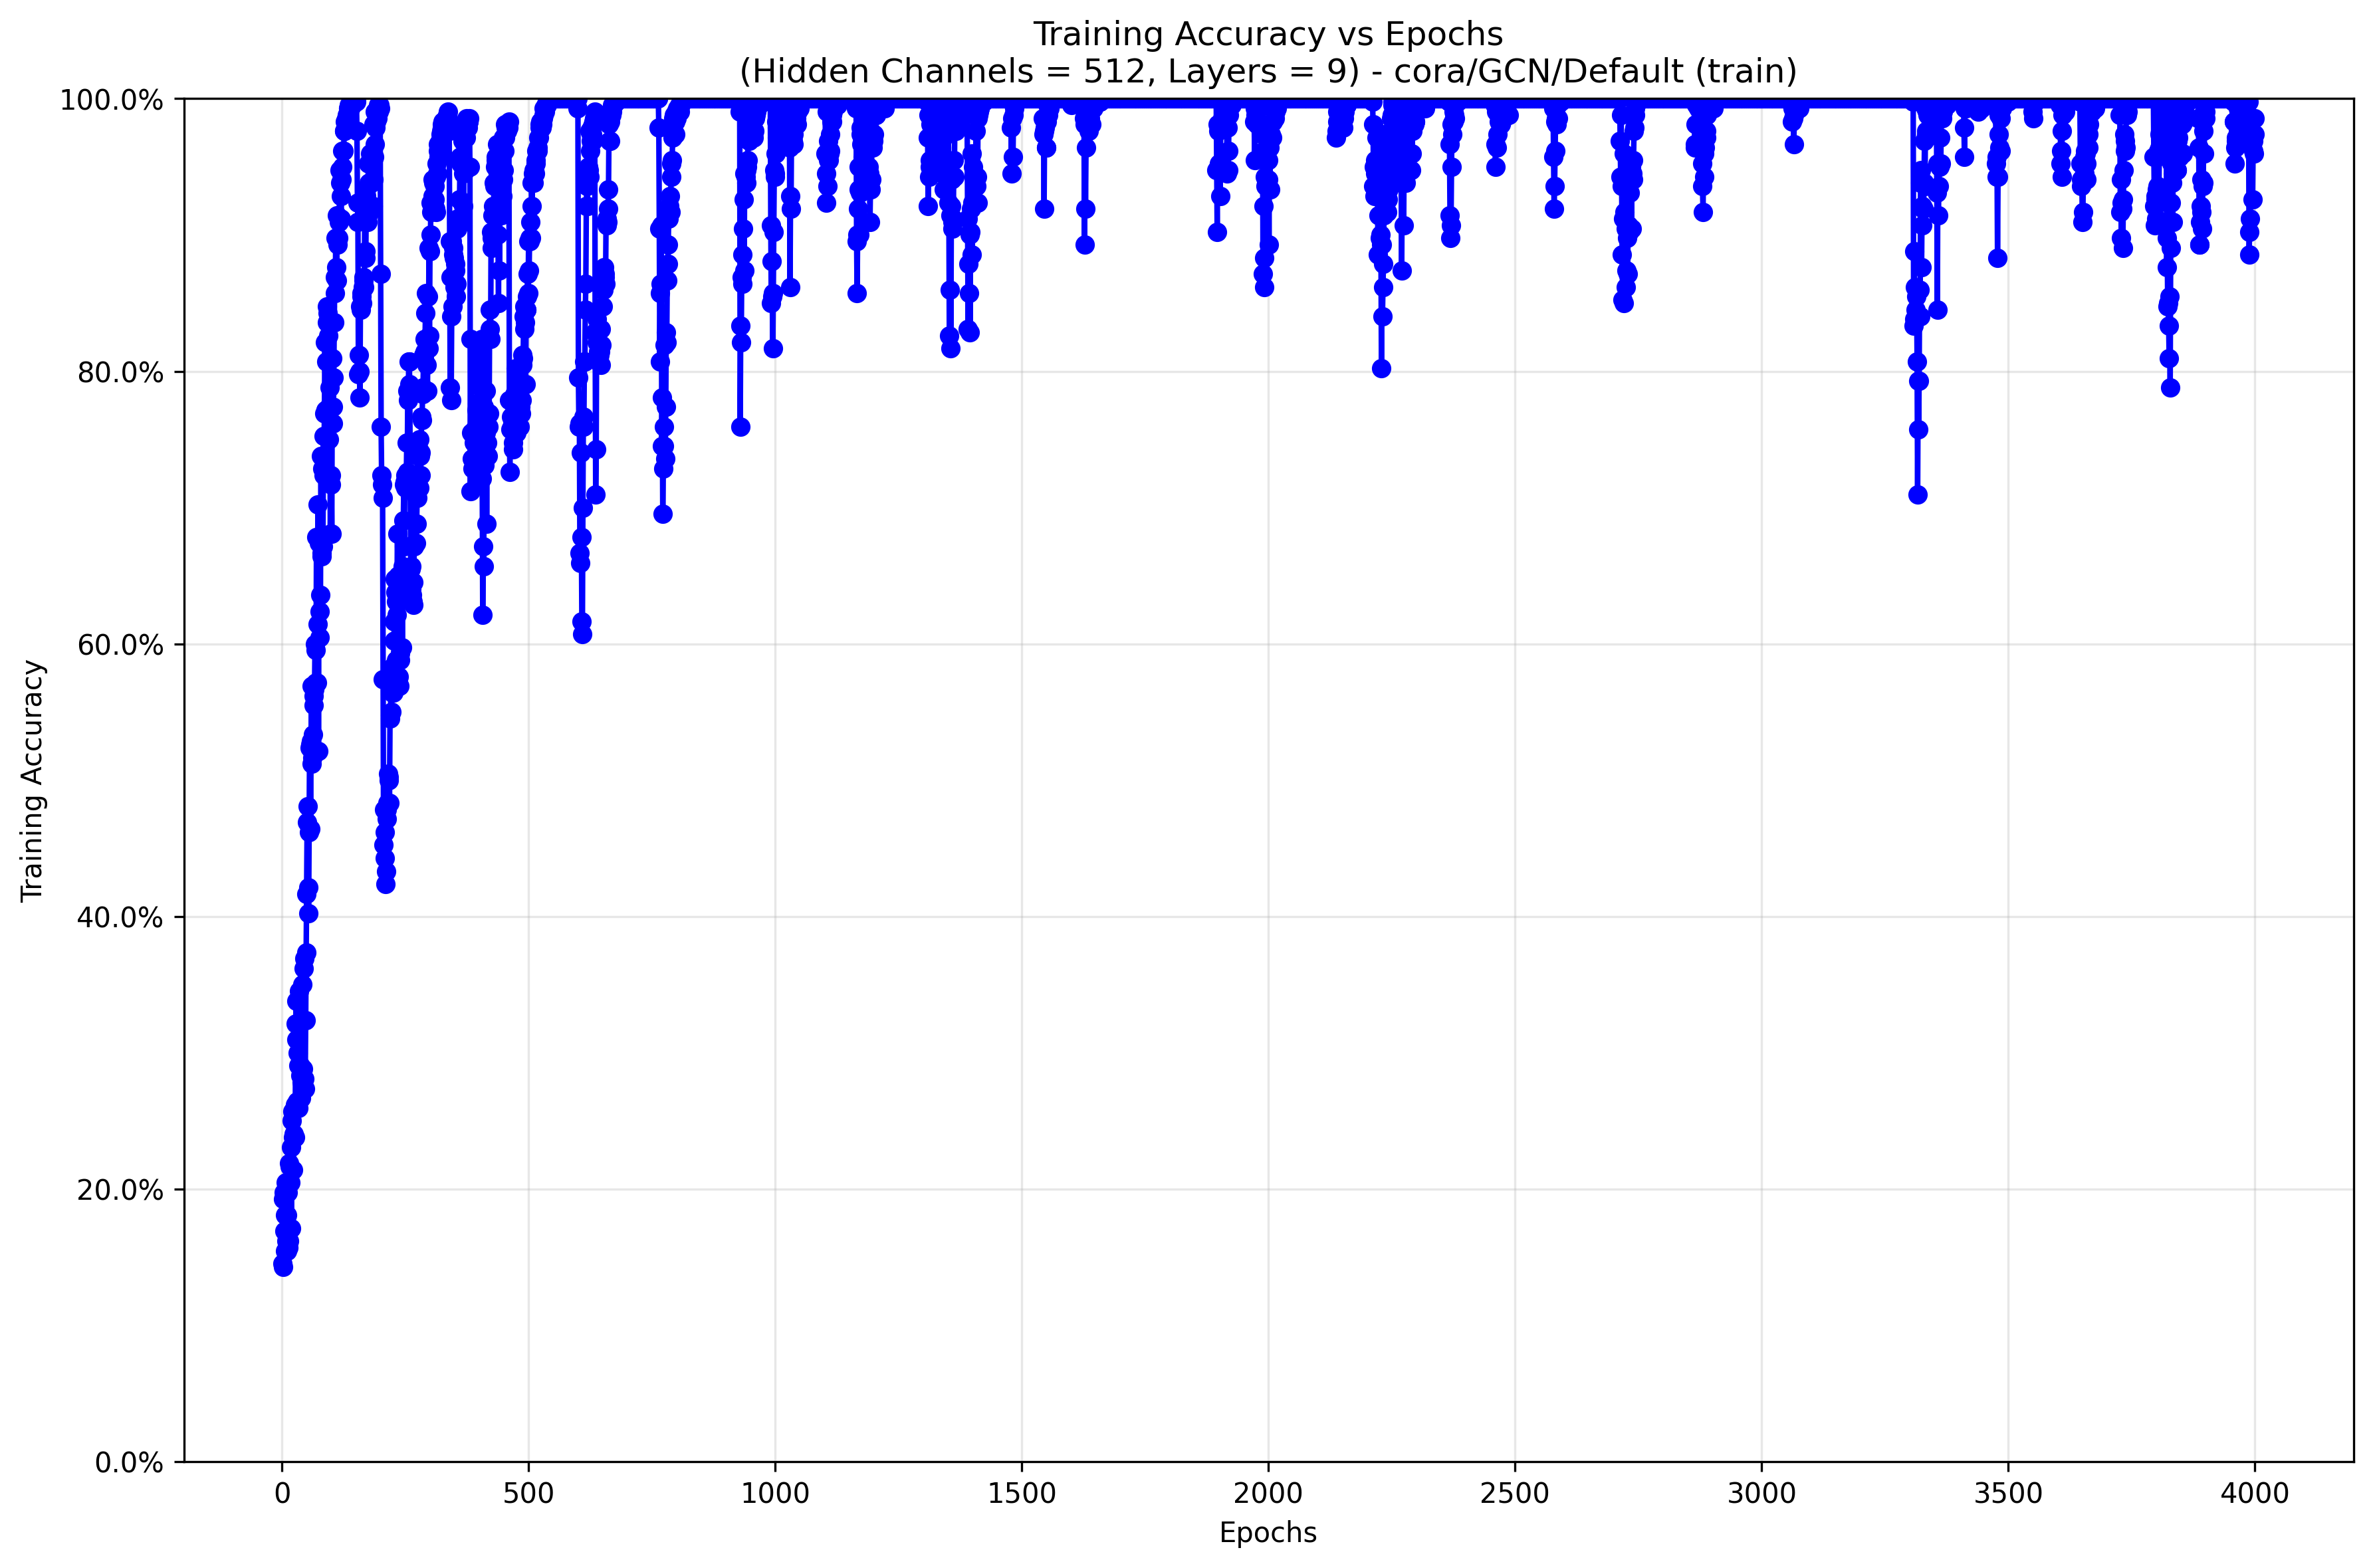 Training Accuracy vs Epochs
(Hidden Channels = 512, Layers = 9) - cora/GCN/Default (train)
100.0%
80.0%
60.0%
40.0%
20.0%
0.0%
Training Accuracy
0 500 1000 1500 2000 2500 3000 3500 4000
Epochs